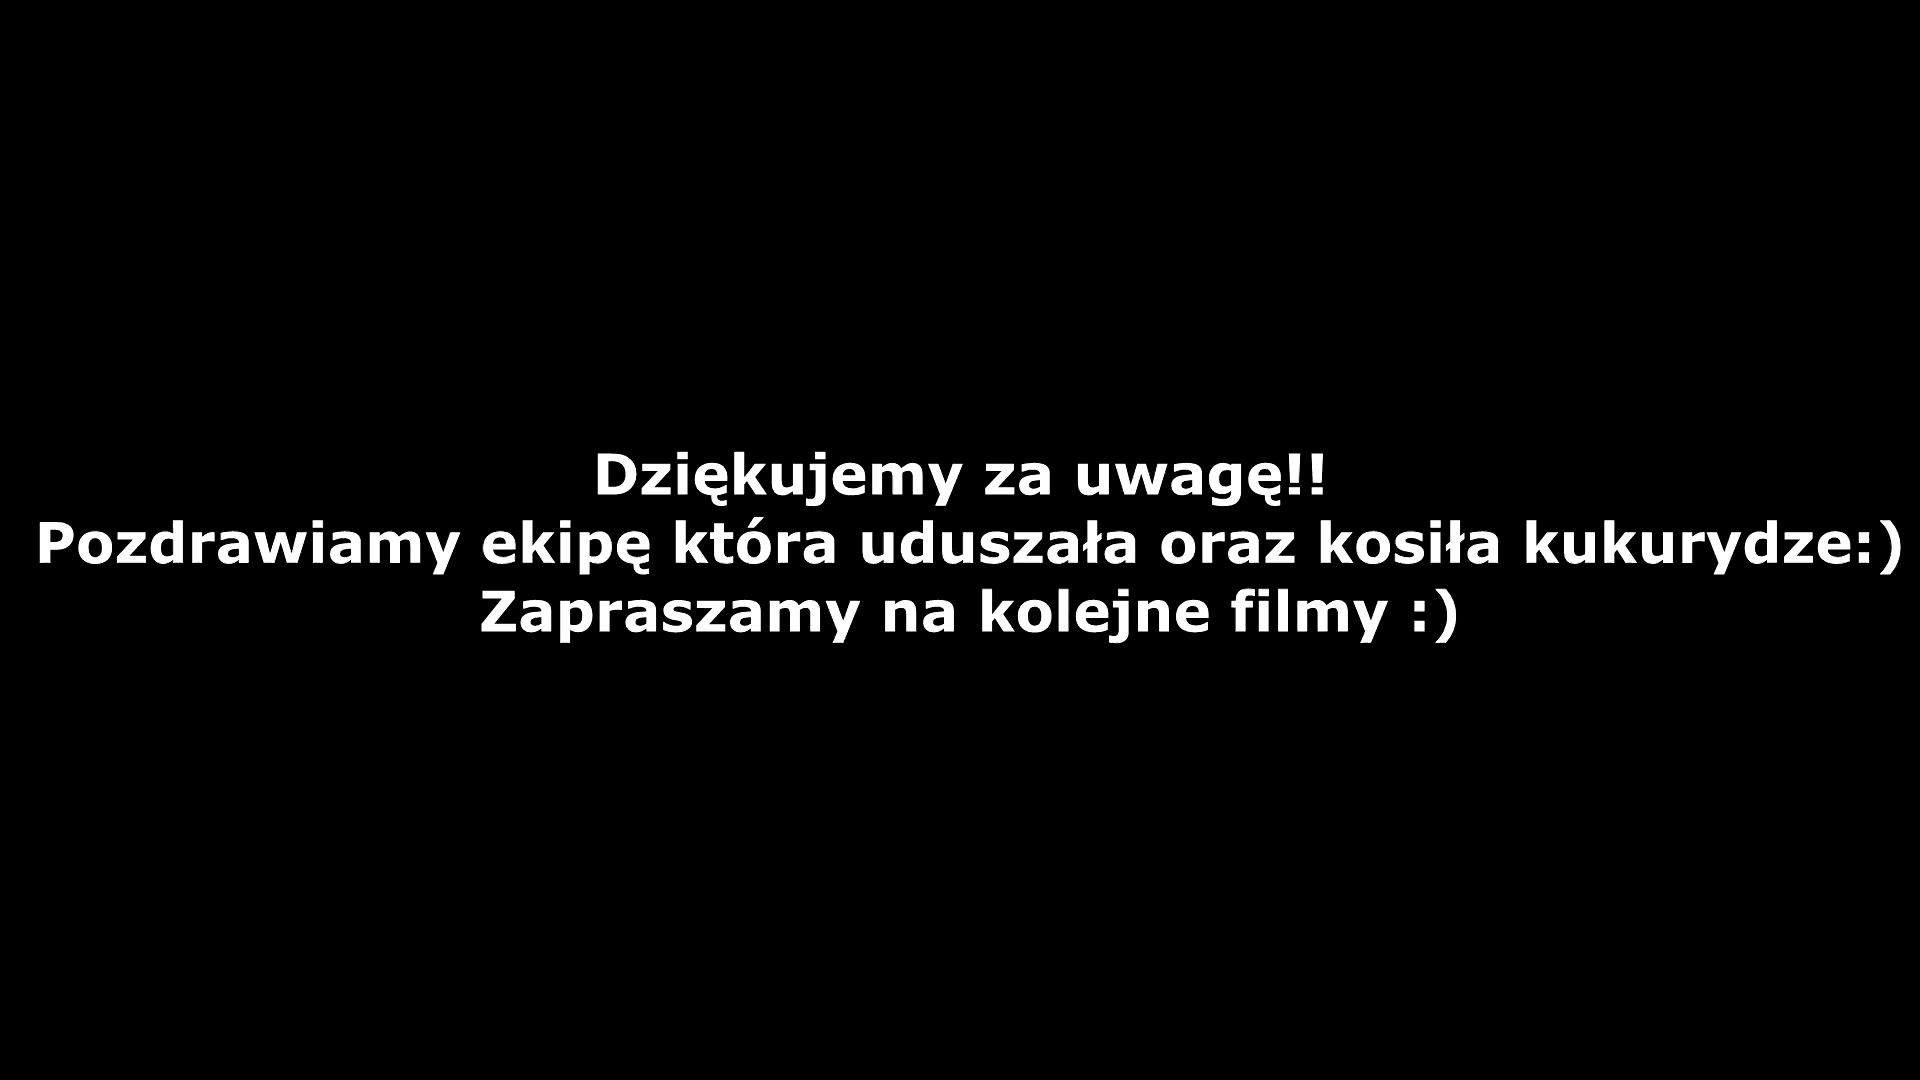 Dziękujemy za uwagę!!
Pozdrawiamy ekipę która uduszała oraz kosiła kukurydze:)
Zapraszamy na kolejne filmy :)